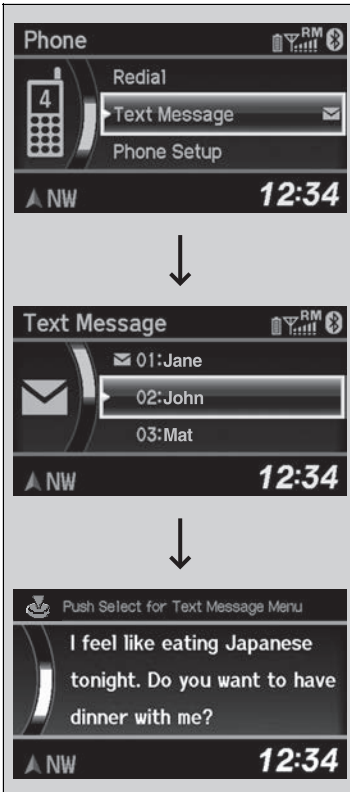 Phone
RM
4
Redial
Text Message
Phone Setup
NW
12:34
Text Message
RM
01:Jane
02:John
03:Mat
NW
12:34
Push Select for Text Message Menu
I feel like eating Japanese
tonight. Do you want to have
dinner with me?
NW
12:34